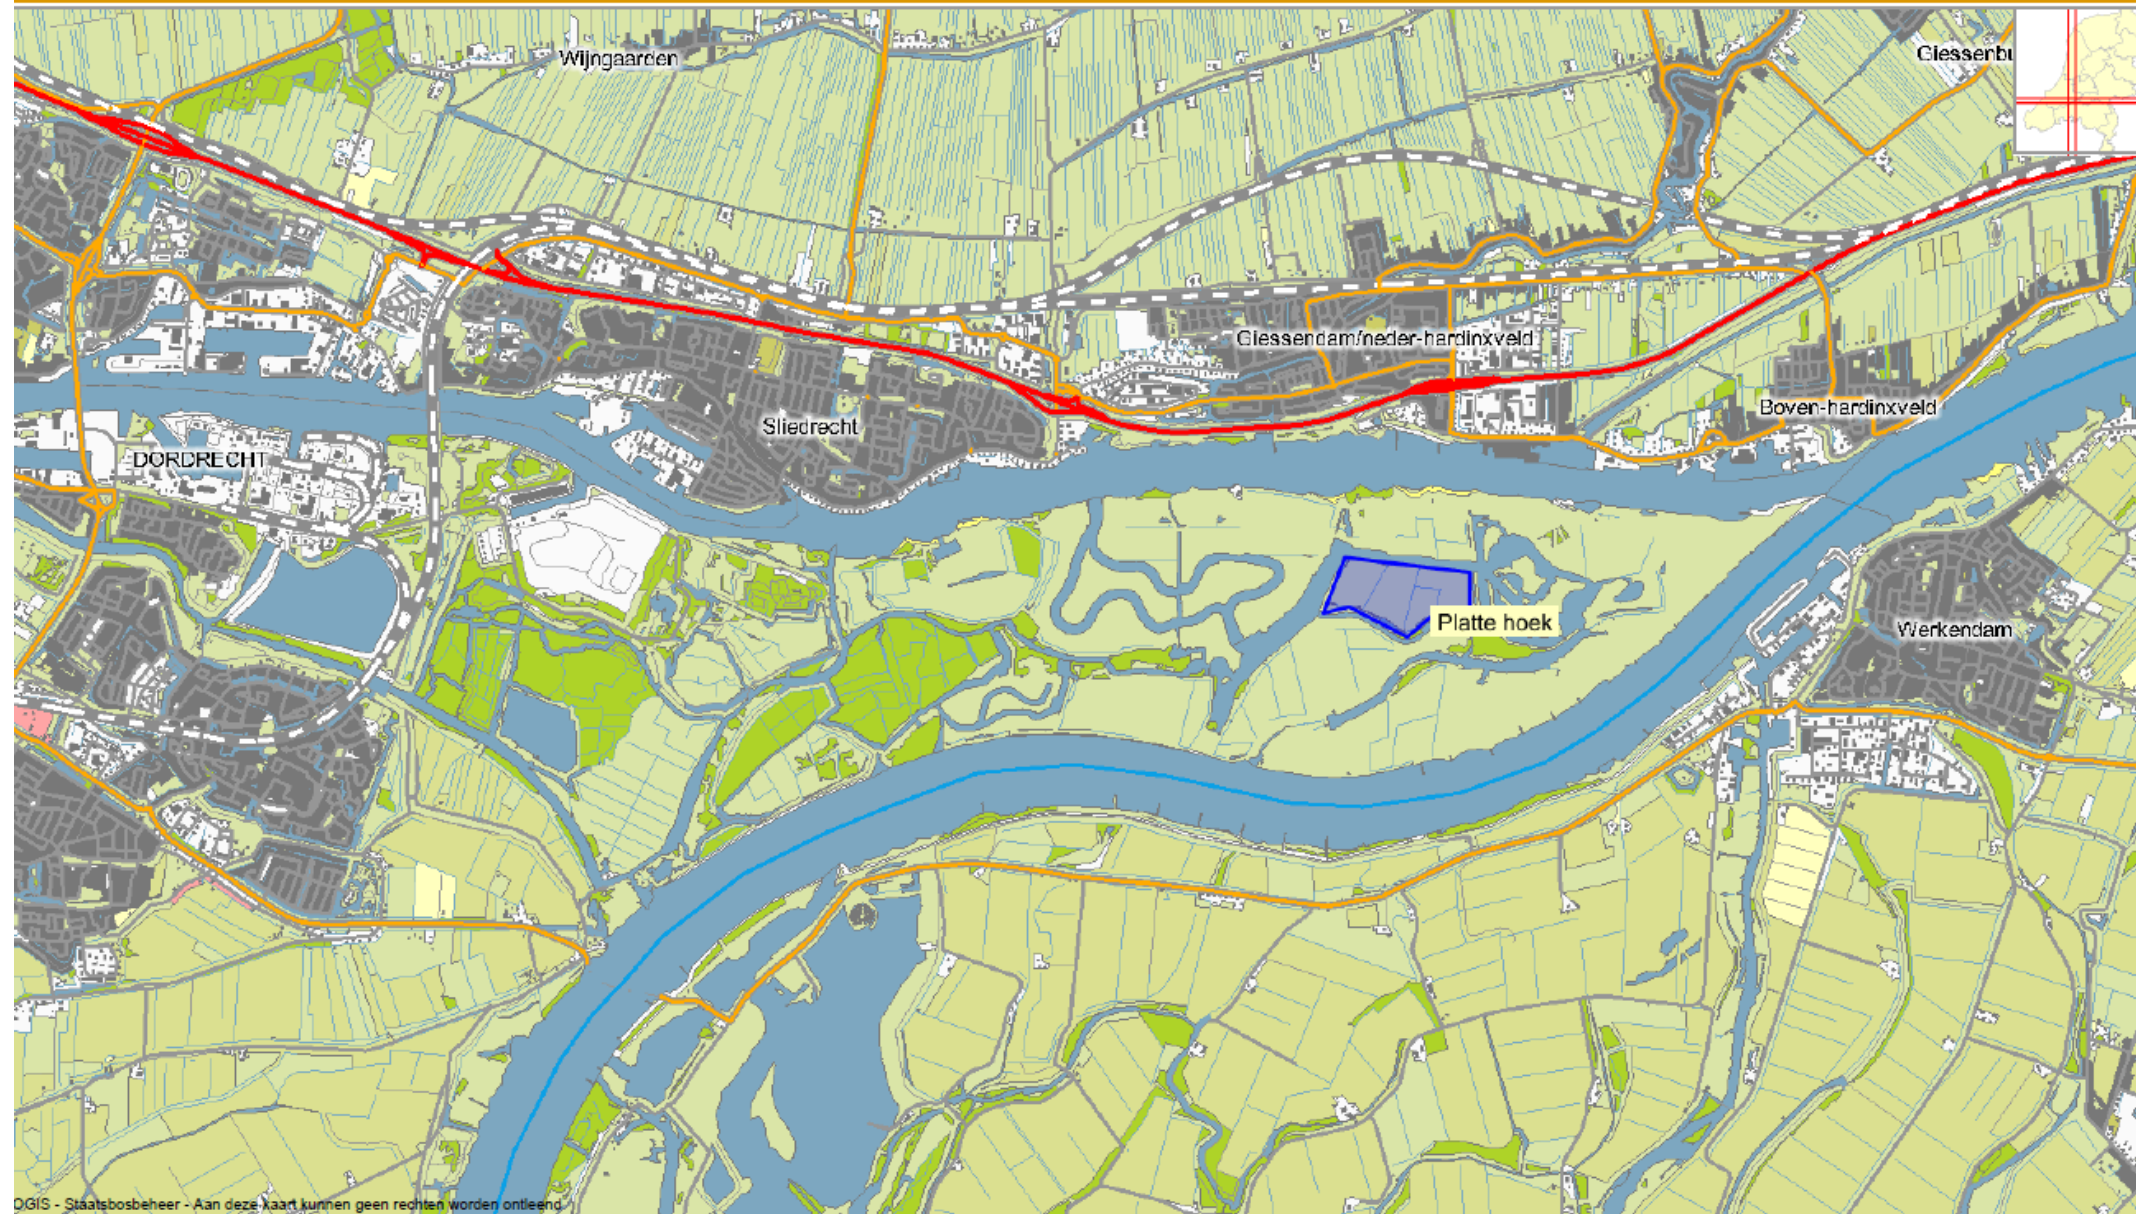 Wijngaarden
Giessenbu
Giessendam/neder-hardinxveld
Boven-hardinxveld
Sliedrecht
DORDRECHT
Platte hoek
Werkendam
OGIS - Staatsbosbeheer - Aan deze kaart kunnen geen rechten worden ontleend